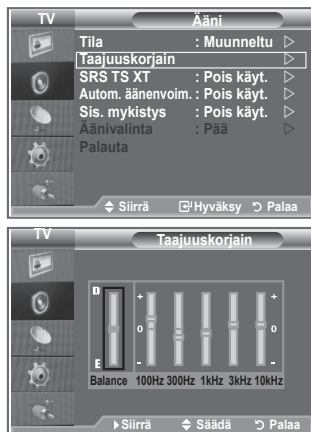 TV
Ääni
Tila : Muunneltu
Taajuuskorjain
SRS TS XT : Pois käyt.
Autom. äänenvoim. : Pois käyt.
Sis. mykistys : Pois käyt.
Äänivalinta : Pää
Palauta
Siirrä Hyväksy Palaa
TV
Taajuuskorjain
D
+ +
0 0
E
- -
Balance 100Hz 300Hz 1kHz 3kHz 10kHz
Siirrä Säädä Palaa